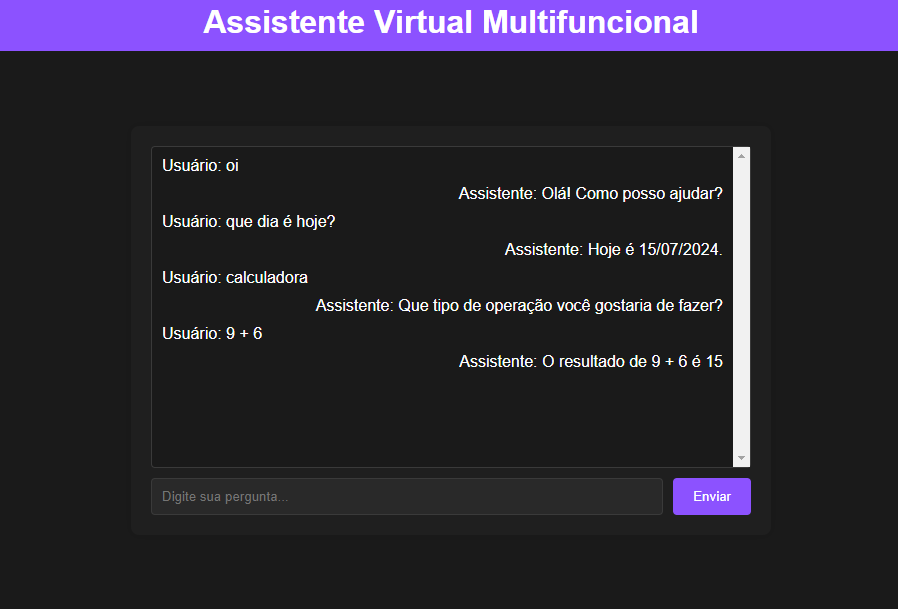 Assistente Virtual Multifuncional
Usuário: oi
Assistente: Olá! Como posso ajudar?
Usuário: que dia é hoje?
Assistente: Hoje é 15/07/2024.
Usuário: calculadora
Assistente: Que tipo de operação você gostaria de fazer?
Usuário: 9 + 6
Assistente: O resultado de 9 + 6 é 15
Digite sua pergunta...
Enviar